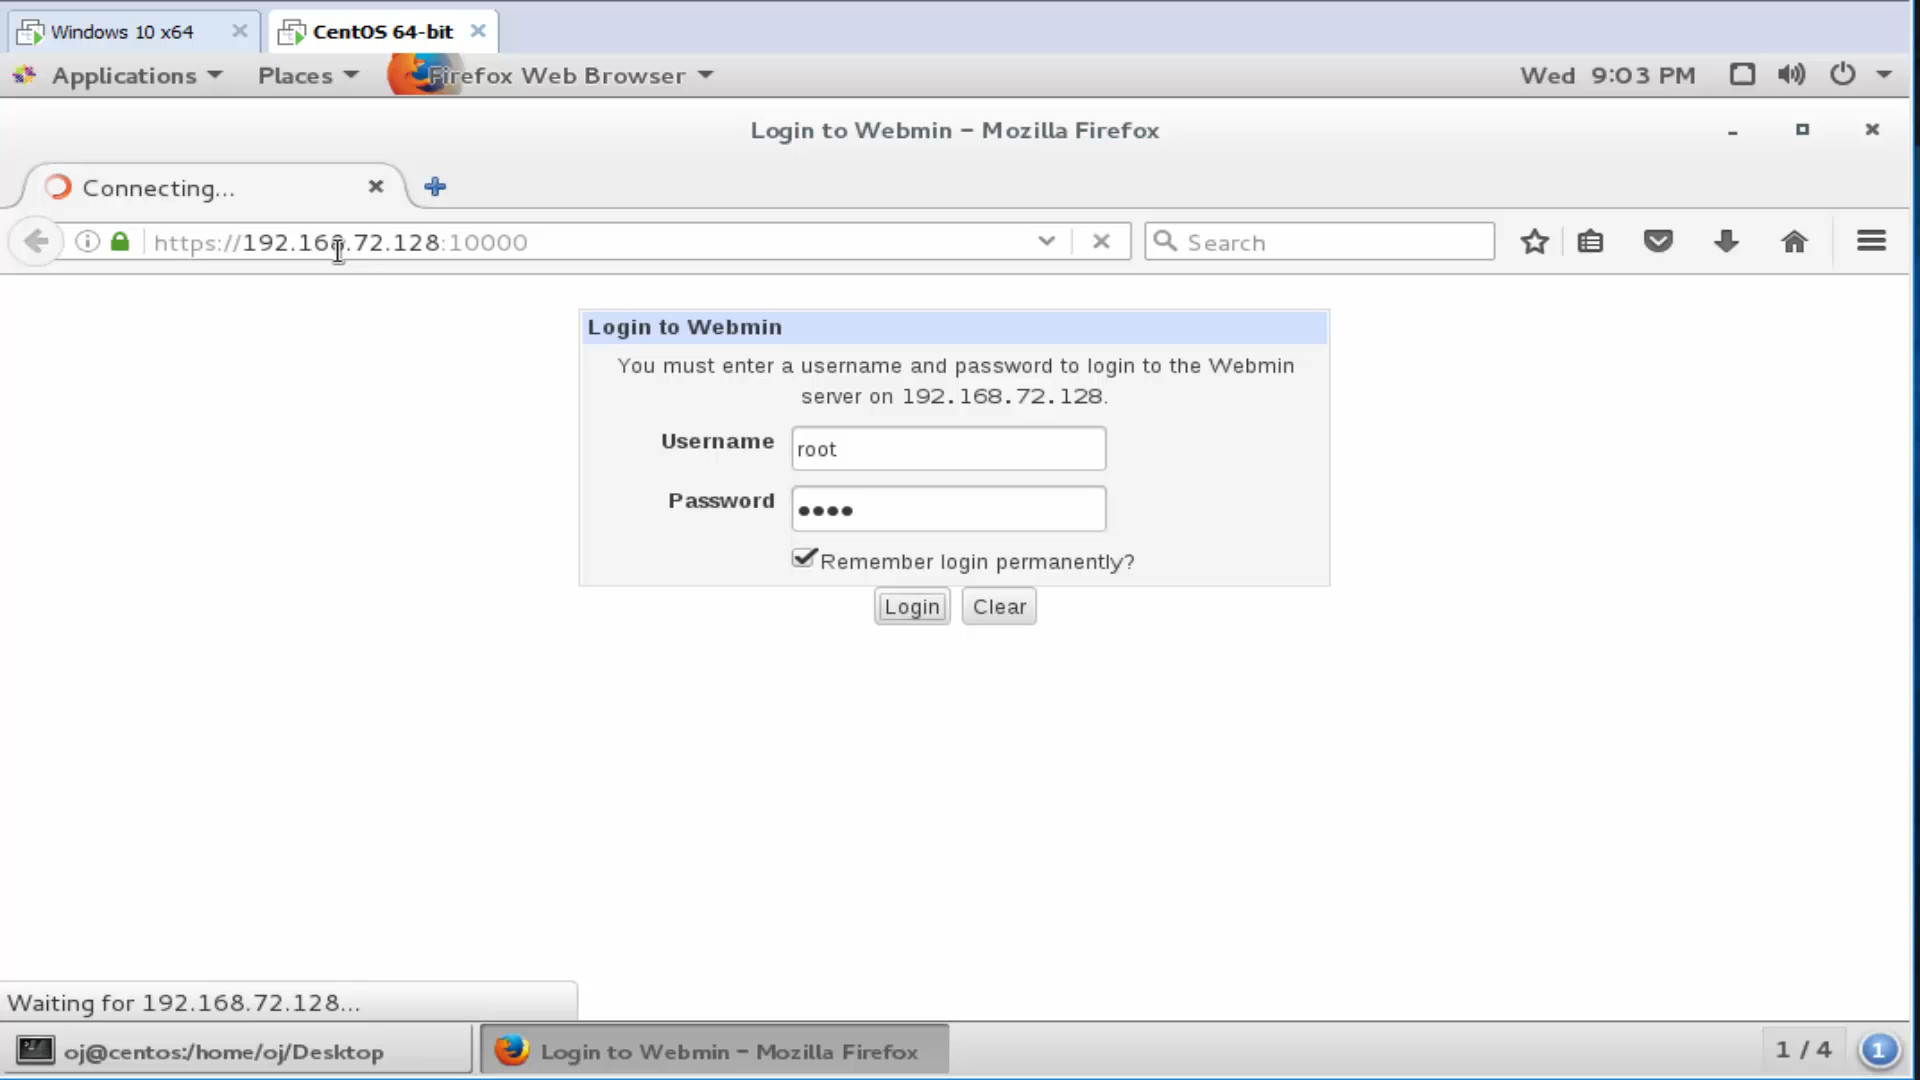 Windows 10 x64
CentOS 64-bit
Applications
Places
Firefox Web Browser
Wed 9:03 PM
Login to Webmin – Mozilla Firefox
Connecting...
https://192.168.72.128:10000
Search
Login to Webmin
You must enter a username and password to login to the Webmin
server on 192.168.72.128.
Username
root
Password
••••
Remember login permanently?
Login
Clear
Waiting for 192.168.72.128...
oj@centos:/home/oj/Desktop
Login to Webmin – Mozilla Firefox
1 / 4
1